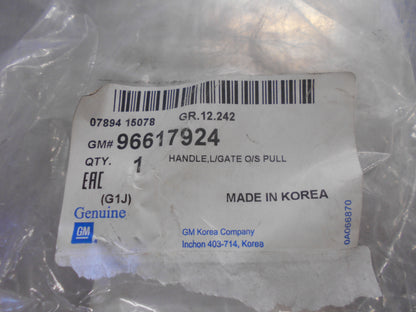 07894 15078 GR.12.242
GM# 96617924
QTY. 1 HANDLE,L/GATE O/S PULL
EAC
(G1J) MADE IN KOREA
Genuine
GM
GM Korea Company
Inchon 403-714, Korea
0A066870